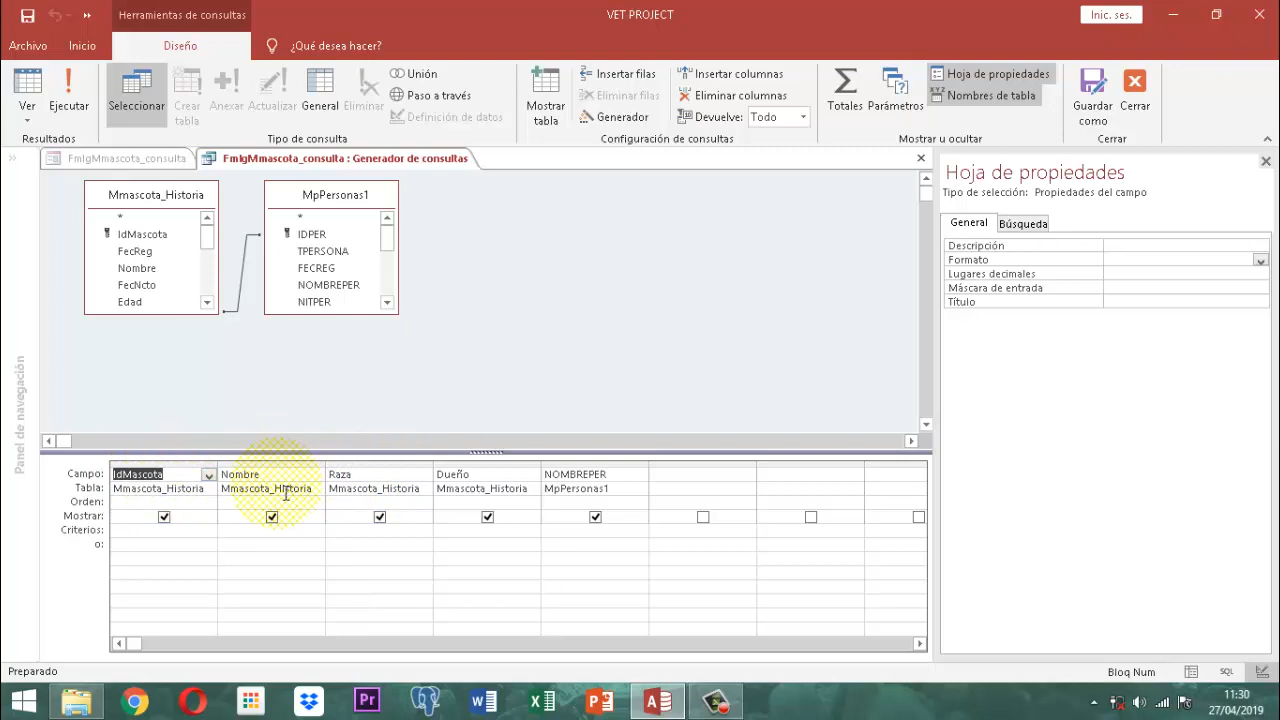 Herramientas de consulta
VET PROJECT
Inic. ses.
Archivo
Inicio
Diseño
¿Qué desea hacer?
Ver
Ejecutar
Seleccionar
Crear tabla
Anexar
Actualizar
General
Eliminar
Unión
Paso a través
Definición de datos
Mostrar tabla
Insertar filas
Eliminar filas
Generador
Insertar columnas
Eliminar columnas
Devuelve: Todo
Totales
Parámetros
Hoja de propiedades
Nombres de tabla
Guardar como
Cerrar
Resultados
Tipo de consulta
Configuración de consultas
Mostrar u ocultar
Cerrar
FmIgMmascota_consulta
FmIgMmascota_consulta : Generador de consultas
Panel de navegación
Mmascota_Historia
*
IdMascota
FecReg
Nombre
FecNcto
Edad
MpPersonas1
*
IDPER
TPERSONA
FECREG
NOMBREPER
NITPER
Hoja de propiedades
Tipo de selección: Propiedades del campo
General
Búsqueda
Descripción
Formato
Lugares decimales
Máscara de entrada
Título
Campo: IdMascota Nombre Raza Dueño NOMBREPER
Tabla: Mmascota_Historia Mmascota_Historia Mmascota_Historia Mmascota_Historia MpPersonas1
Orden:
Mostrar:
Criterios:
o:
Preparado
Bloq Num
SQL
Pr
11:30
27/04/2019